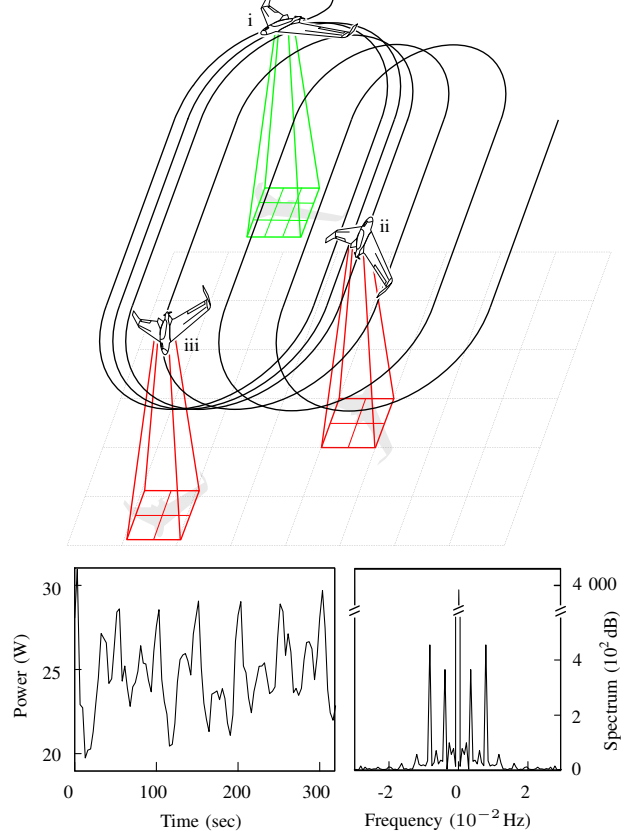 i
ii
iii
30
25
20
Power (W)
0 100 200 300
Time (sec)
4 000
4
2
0
Spectrum (10² dB)
-2 0 2
Frequency (10⁻² Hz)